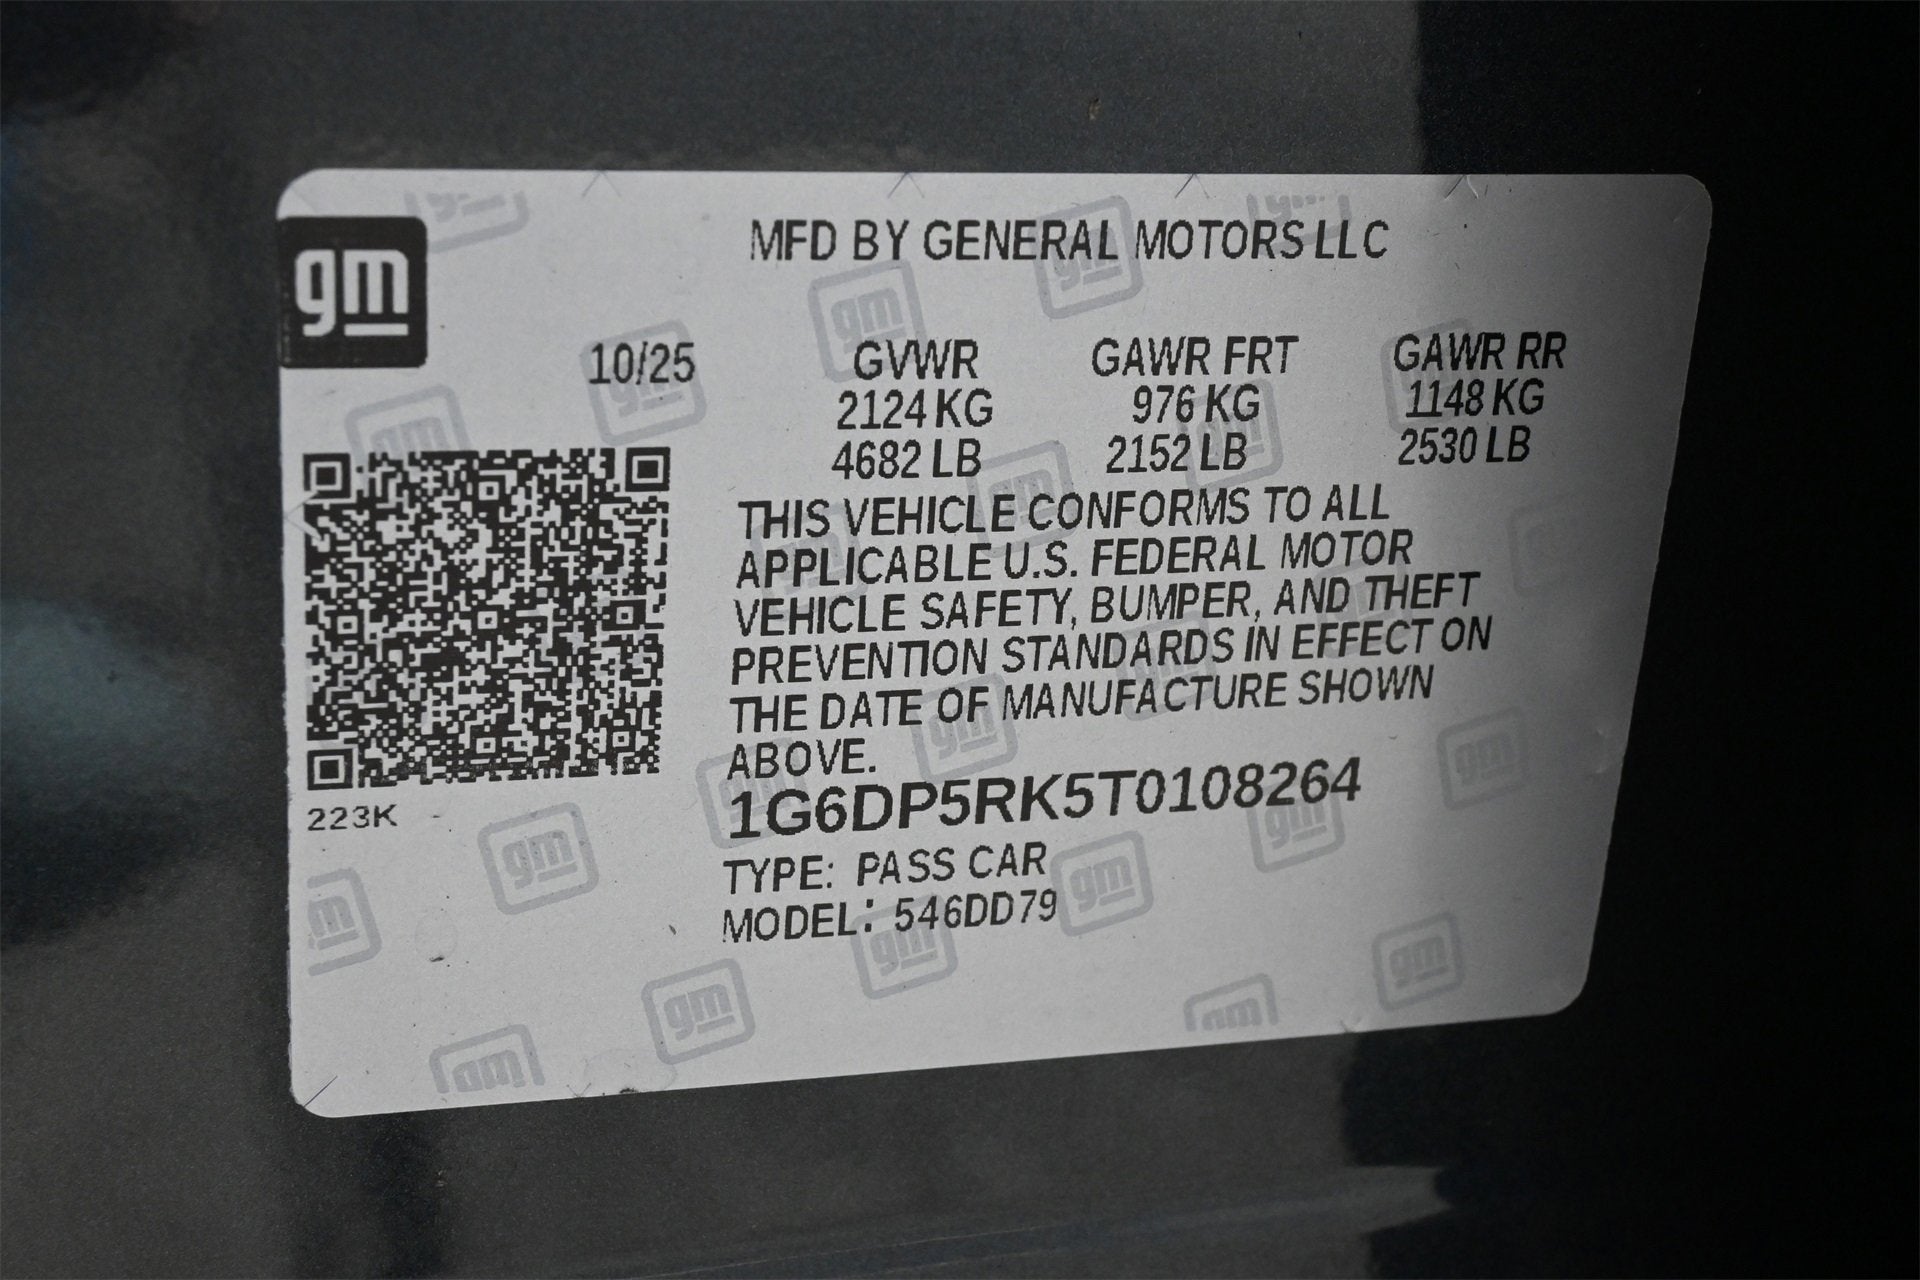 gm
MFD BY GENERAL MOTORS LLC
10/25 GVWR GAWR FRT GAWR RR
2124 KG 976 KG 1148 KG
4682 LB 2152 LB 2530 LB
THIS VEHICLE CONFORMS TO ALL
APPLICABLE U.S. FEDERAL MOTOR
VEHICLE SAFETY, BUMPER, AND THEFT
PREVENTION STANDARDS IN EFFECT ON
THE DATE OF MANUFACTURE SHOWN
ABOVE.
1G6DP5RK5T0108264
223K
TYPE: PASS CAR
MODEL: 546DD79